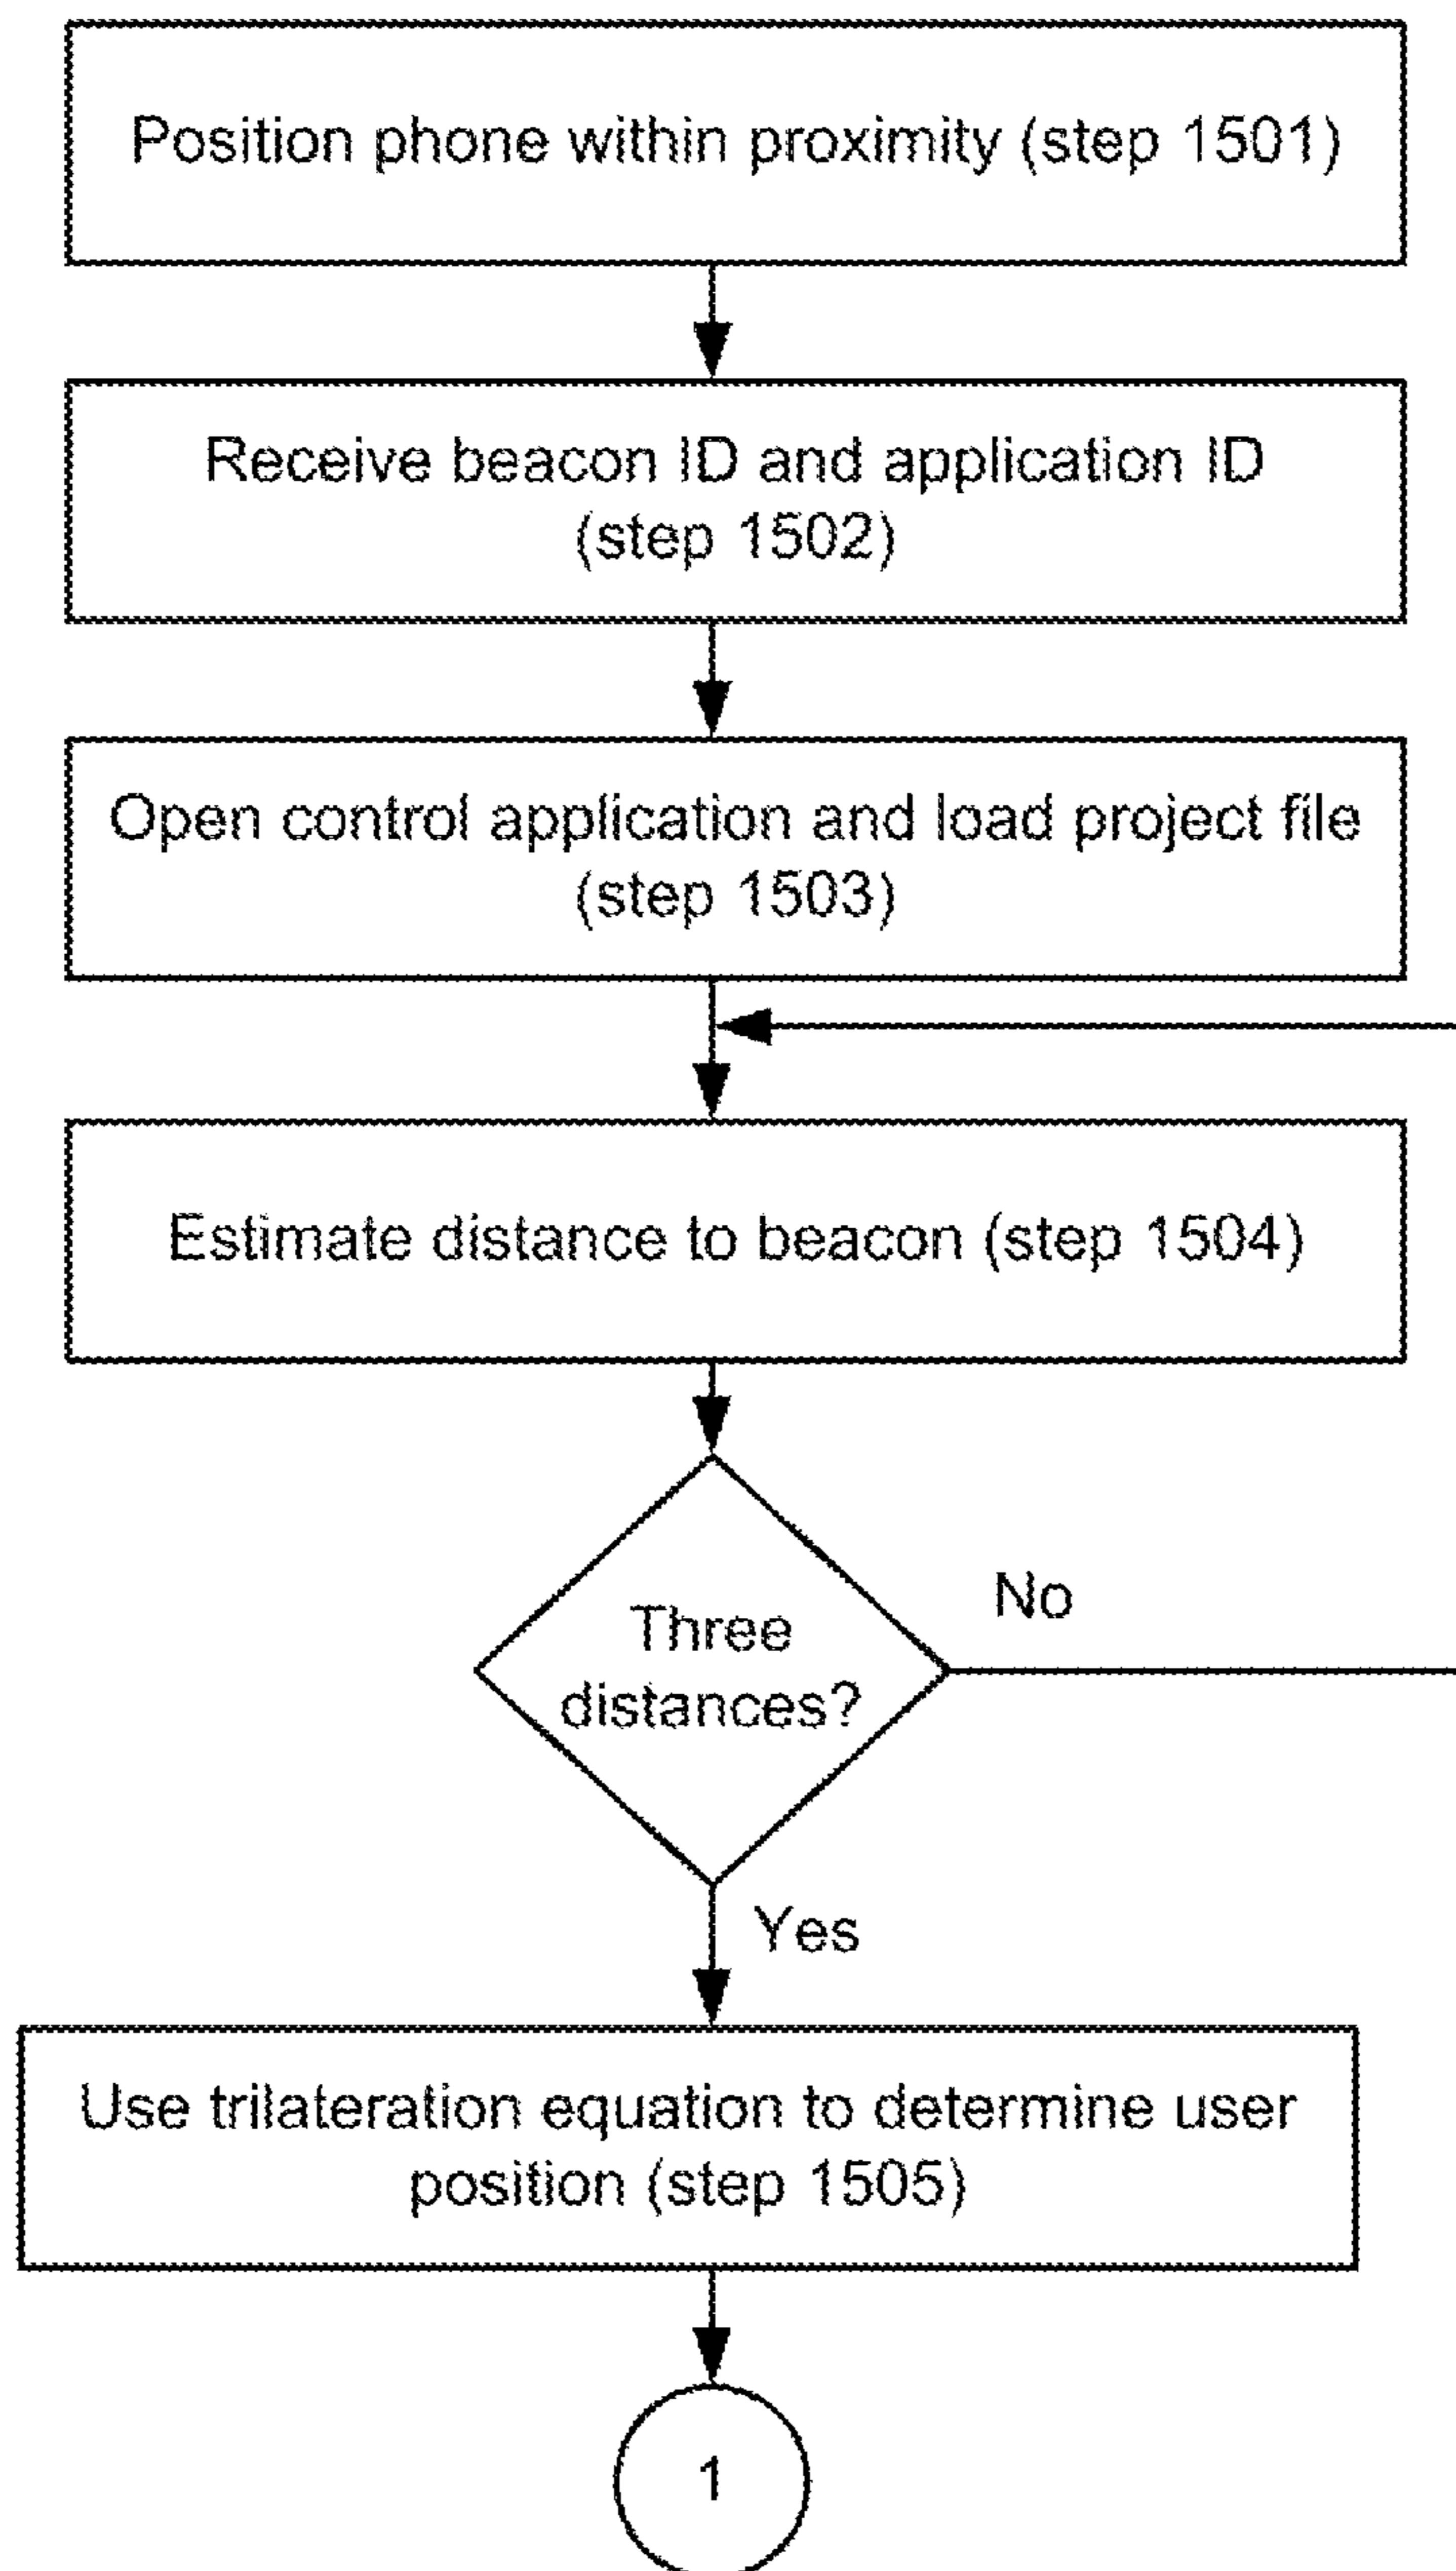 Position phone within proximity (step 1501)
Receive beacon ID and application ID
(step 1502)
Open control application and load project file
(step 1503)
Estimate distance to beacon (step 1504)
Three
distances?
No
Yes
Use trilateration equation to determine user
position (step 1505)
1